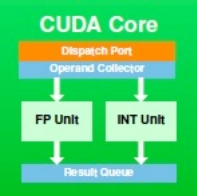 CUDA Core
Dispatch Port
Operand Collector
FP Unit
INT Unit
Result Queue